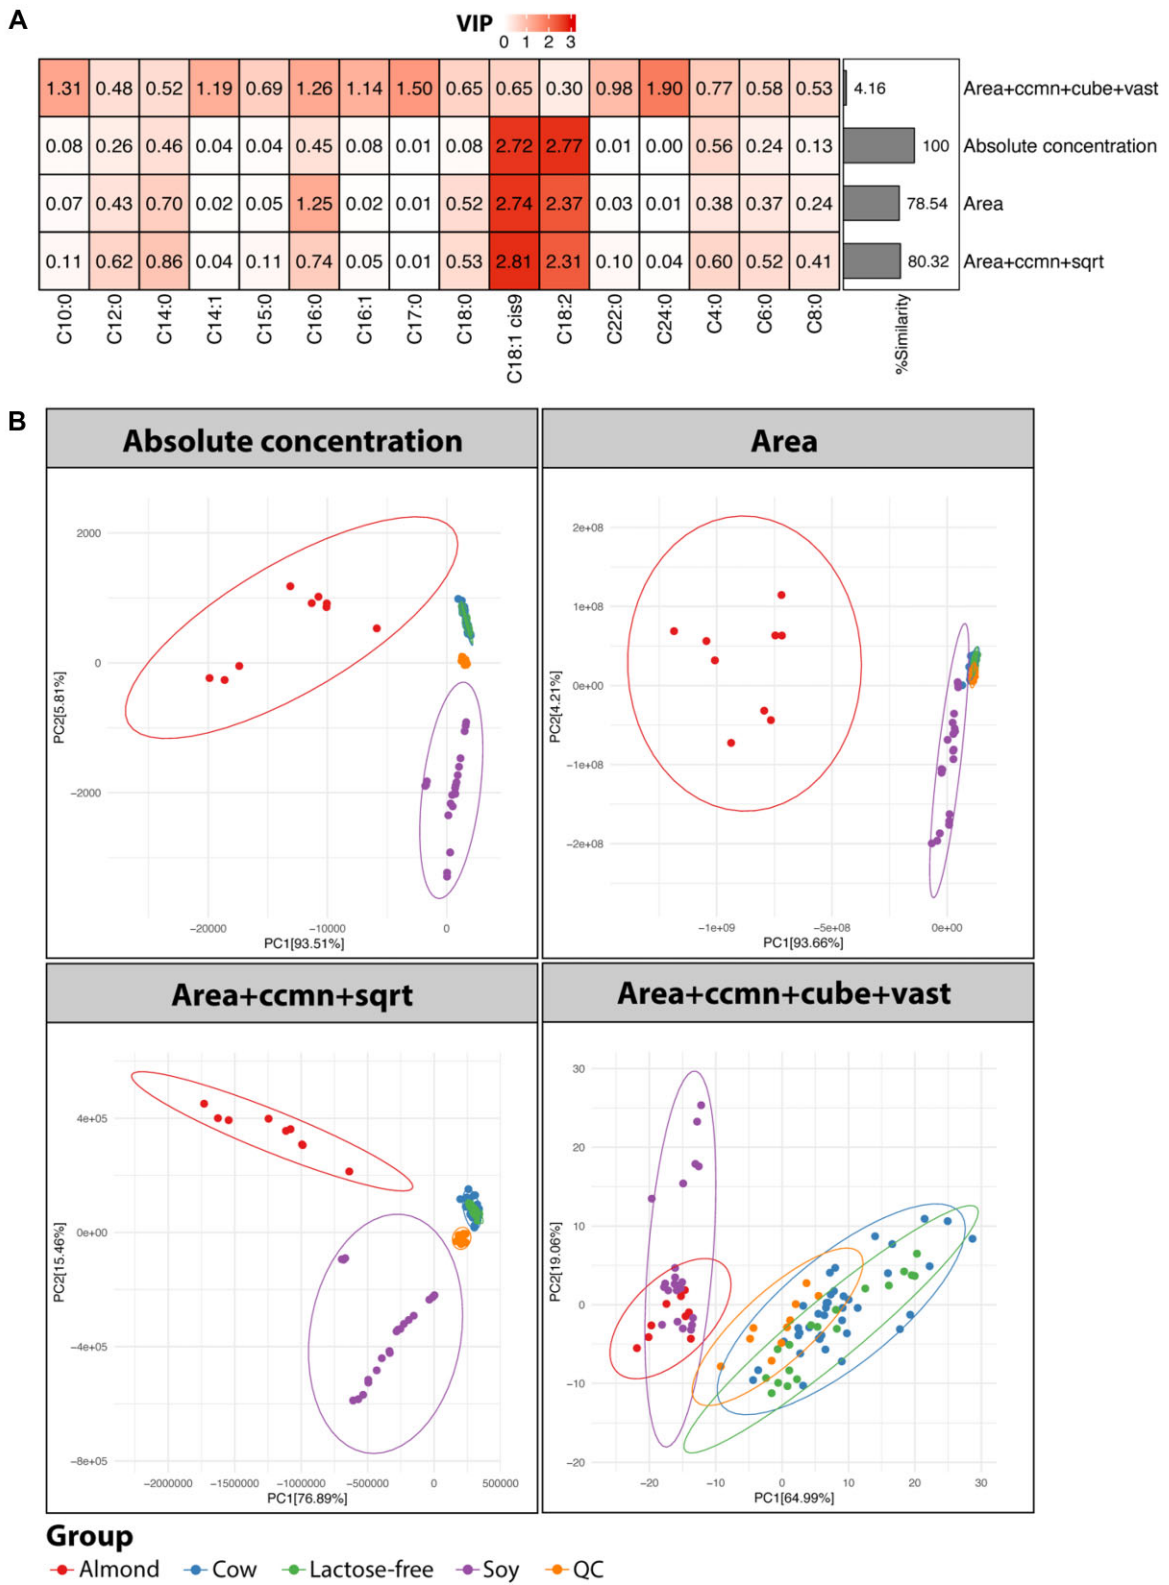 A
VIP
0 1 2 3
1.31 0.48 0.52 1.19 0.69 1.26 1.14 1.50 0.65 0.65 0.30 0.98 1.90 0.77 0.58 0.53 4.16 Area+ccmn+cube+vast
0.08 0.26 0.46 0.04 0.04 0.45 0.08 0.01 0.08 2.72 2.77 0.01 0.00 0.56 0.24 0.13 100 Absolute concentration
0.07 0.43 0.70 0.02 0.05 1.25 0.02 0.01 0.52 2.74 2.37 0.03 0.01 0.38 0.37 0.24 78.54 Area
0.11 0.62 0.86 0.04 0.11 0.74 0.05 0.01 0.53 2.81 2.31 0.10 0.04 0.60 0.52 0.41 80.32 Area+ccmn+sqrt
C10:0 C12:0 C14:0 C14:1 C15:0 C16:0 C16:1 C17:0 C18:0 C18:1 cis9 C18:2 C22:0 C24:0 C4:0 C6:0 C8:0 %Similarity
B
Absolute concentration
2000
0
−2000
PC2[5.81%]
−20000 −10000 0
PC1[93.51%]
Area
2e+08
1e+08
0e+00
−1e+08
−2e+08
PC2[4.21%]
−1e+09 −5e+08 0e+00
PC1[93.66%]
Area+ccmn+sqrt
4e+05
0e+00
−4e+05
−8e+05
PC2[15.46%]
−2000000 −1500000 −1000000 −500000 0 500000
PC1[76.89%]
Area+ccmn+cube+vast
30
20
10
0
−10
−20
PC2[19.06%]
−20 −10 0 10 20 30
PC1[64.99%]
Group
Almond Cow Lactose-free Soy QC